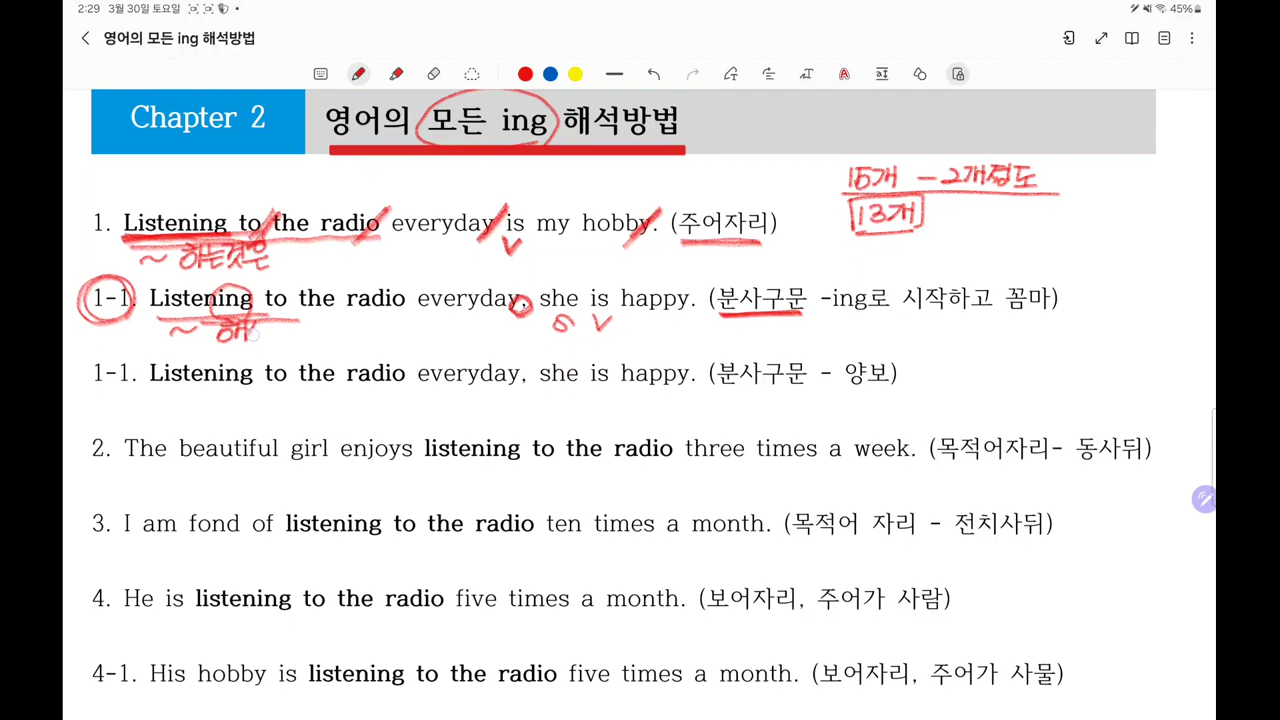 2:29 3월 30일 토요일 45%
영어의 모든 ing 해석방법
Chapter 2 영어의 모든 ing 해석방법
15개 - 2개정도
13개
1. Listening to the radio everyday is my hobby. (주어자리)
V
~ 하는것은
1-1. Listening to the radio everyday, she is happy. (분사구문 -ing로 시작하고 꼼마)
S V
1-1. Listening to the radio everyday, she is happy. (분사구문 - 양보)
2. The beautiful girl enjoys listening to the radio three times a week. (목적어자리- 동사뒤)
3. I am fond of listening to the radio ten times a month. (목적어 자리 - 전치사뒤)
4. He is listening to the radio five times a month. (보어자리, 주어가 사람)
4-1. His hobby is listening to the radio five times a month. (보어자리, 주어가 사물)